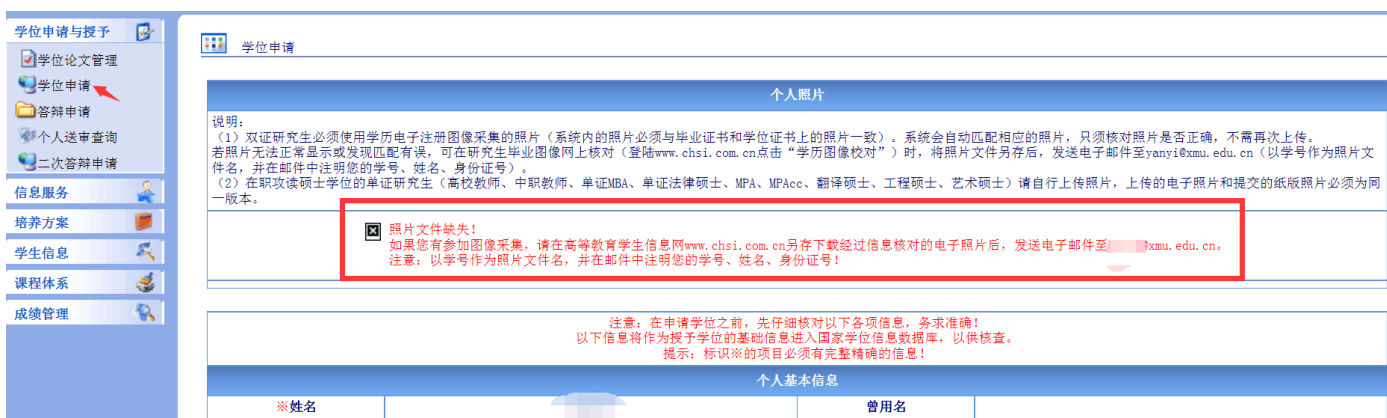 学位申请与授予
学位论文管理
学位申请
答辩申请
个人送审查询
二次答辩申请
信息服务
培养方案
学生信息
课程体系
成绩管理
学位申请
个人照片
说明：
（1）双证研究生必须使用学历电子注册图像采集的照片（系统内的照片必须与毕业证书和学位证书上的照片一致）。系统会自动匹配相应的照片，只须核对照片是否正确，不需再次上传。
若照片无法正常显示或发现匹配有误，可在研究生毕业图像网上核对（登陆www.chsi.com.cn点击“学历图像校对”）时，将照片文件另存后，发送电子邮件至yanyi@xmu.edu.cn（以学号作为照片文
件名，并在邮件中注明您的学号、姓名、身份证号）。
（2）在职攻读硕士学位的单证研究生（高校教师、中职教师、单证MBA、单证法律硕士、MPA、MPAcc、翻译硕士、工程硕士、艺术硕士）请自行上传照片，上传的电子照片和提交的纸版照片必须为同
一版本。
照片文件缺失！
如果您有参加图像采集，请在高等教育学生信息网www.chsi.com.cn另存下载经过信息核对的电子照片后，发送电子邮件至 xmu.edu.cn。
注意：以学号作为照片文件名，并在邮件中注明您的学号、姓名、身份证号！
注意：在申请学位之前，先仔细核对以下各项信息，务求准确！
以下信息将作为授予学位的基础信息进入国家学位信息数据库，以供核查。
提示：标识※的项目必须有完整精确的信息！
个人基本信息
※姓名
曾用名